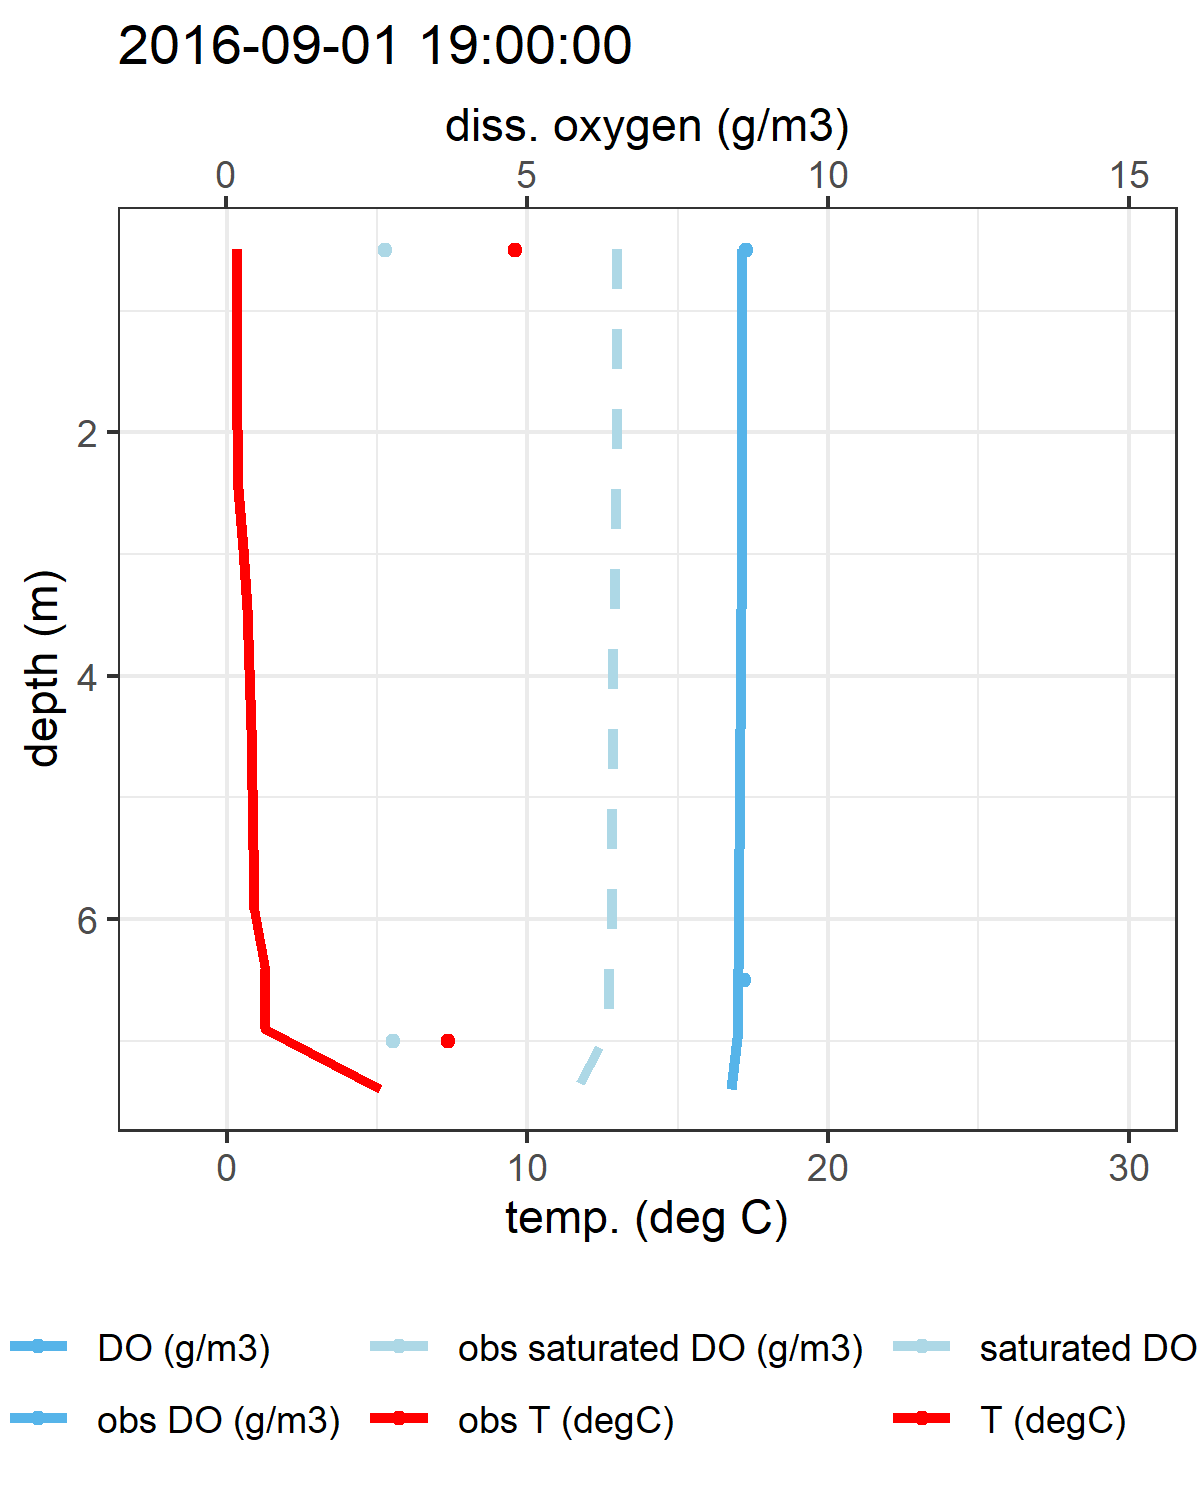 2016-09-01 19:00:00
diss. oxygen (g/m3)
0 5 10 15
2
4
6
depth (m)
0 10 20 30
temp. (deg C)
DO (g/m3) obs saturated DO (g/m3) saturated DO
obs DO (g/m3) obs T (degC) T (degC)